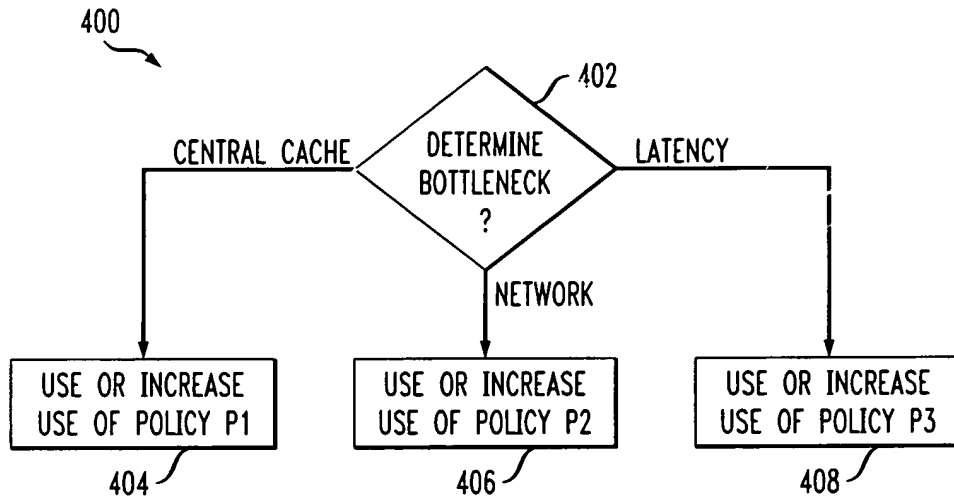 400
402
CENTRAL CACHE
DETERMINE
BOTTLENECK
?
LATENCY
NETWORK
USE OR INCREASE
USE OF POLICY P1
USE OR INCREASE
USE OF POLICY P2
USE OR INCREASE
USE OF POLICY P3
404
406
408